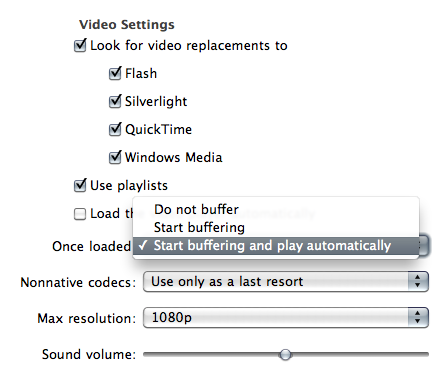 Video Settings
Look for video replacements to
Flash
Silverlight
QuickTime
Windows Media
Use playlists
Load the
Do not buffer
Start buffering
Once loaded: ✓ Start buffering and play automatically
Nonnative codecs: Use only as a last resort
Max resolution: 1080p
Sound volume: